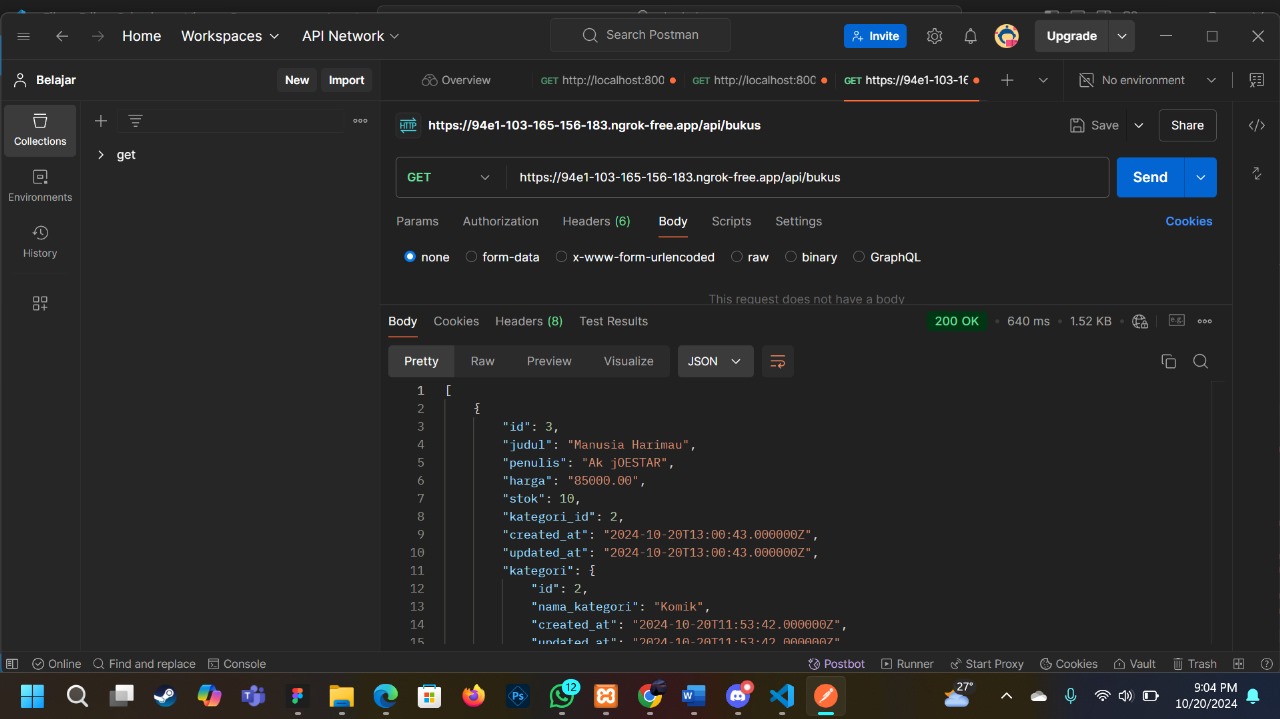 Home Workspaces API Network Search Postman Invite Upgrade
Belajar New Import Overview GET http://localhost:800 GET http://localhost:800 GET https://94e1-103-16 No environment
Collections
Environments
History
get
HTTP https://94e1-103-165-156-183.ngrok-free.app/api/bukus Save Share
GET https://94e1-103-165-156-183.ngrok-free.app/api/bukus Send
Params Authorization Headers (6) Body Scripts Settings Cookies
none form-data x-www-form-urlencoded raw binary GraphQL
This request does not have a body
Body Cookies Headers (8) Test Results 200 OK 640 ms 1.52 KB
Pretty Raw Preview Visualize JSON
1 [
2 {
3 "id": 3,
4 "judul": "Manusia Harimau",
5 "penulis": "Ak jOESTAR",
6 "harga": "85000.00",
7 "stok": 10,
8 "kategori_id": 2,
9 "created_at": "2024-10-20T13:00:43.000000Z",
10 "updated_at": "2024-10-20T13:00:43.000000Z",
11 "kategori": {
12 "id": 2,
13 "nama_kategori": "Komik",
14 "created_at": "2024-10-20T11:53:42.000000Z",
15 "updated_at": "2024-10-20T11:53:42.000000Z"
Online Find and replace Console Postbot Runner Start Proxy Cookies Vault Trash
Ps 12 27° 9:04 PM
10/20/2024